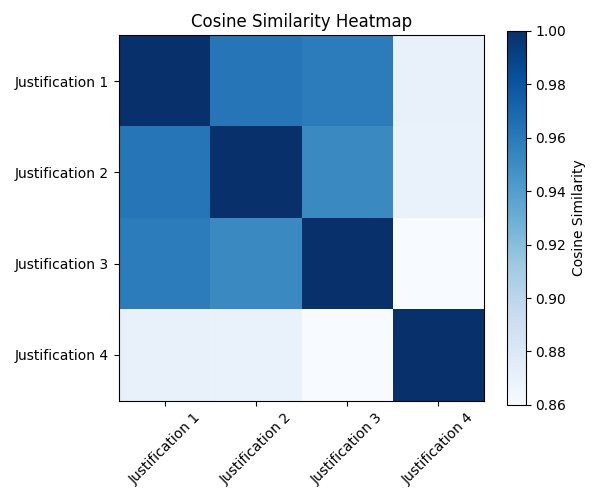 Cosine Similarity Heatmap
Justification 1
Justification 2
Justification 3
Justification 4
Justification 1
Justification 2
Justification 3
Justification 4
1.00
0.98
0.96
0.94
0.92
0.90
0.88
0.86
Cosine Similarity